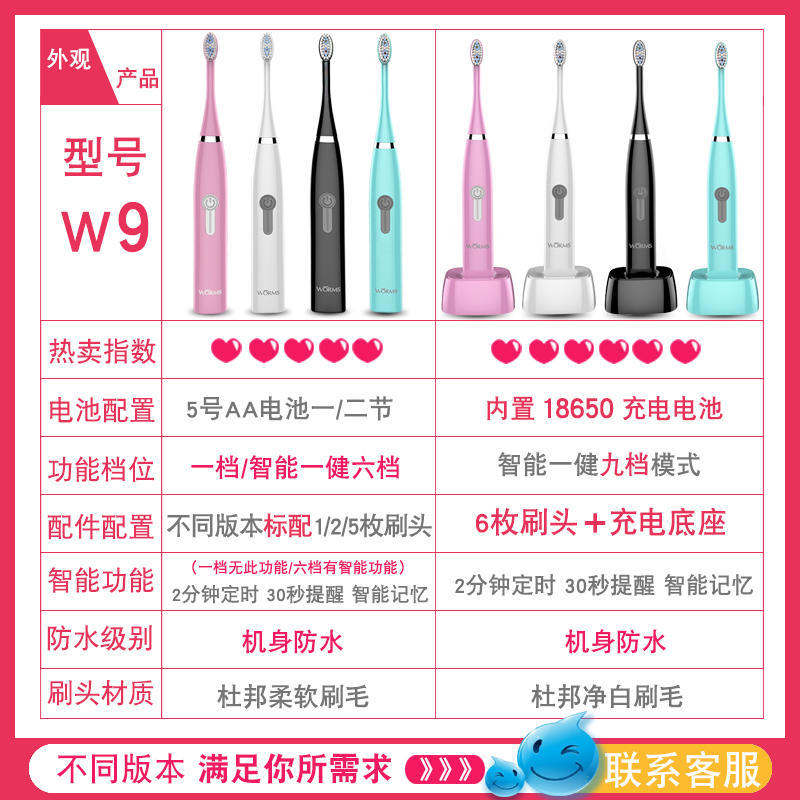 外观
产品
型号
W9
WORMS WORMS WORMS WORMS
WORMS WORMS WORMS WORMS
热卖指数
电池配置 5号AA电池一/二节 内置 18650 充电电池
功能档位 一档/智能一健六档 智能一健九档模式
配件配置 不同版本标配1/2/5枚刷头 6枚刷头＋充电底座
智能功能 （一档无此功能/六档有智能功能）
2分钟定时 30秒提醒 智能记忆 2分钟定时 30秒提醒 智能记忆
防水级别 机身防水 机身防水
刷头材质 杜邦柔软刷毛 杜邦净白刷毛
不同版本 满足你所需求 》》》 联系客服